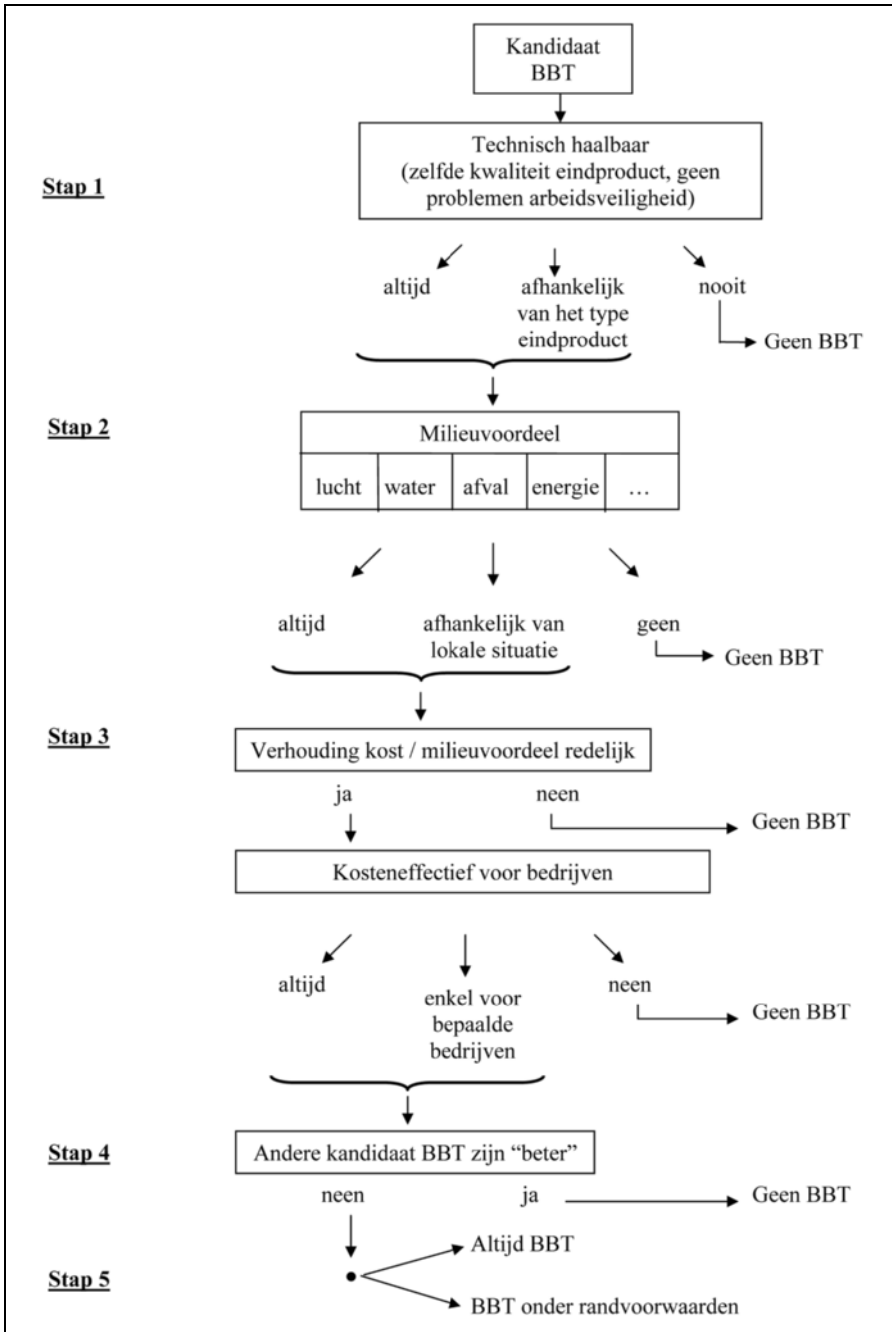 Kandidaat
BBT
Technisch haalbaar
(zelfde kwaliteit eindproduct, geen
problemen arbeidsveiligheid)
Stap 1
altijd
afhankelijk
van het type
eindproduct
nooit
Geen BBT
Stap 2
Milieuvoordeel
lucht water afval energie …
altijd
afhankelijk van
lokale situatie
geen
Geen BBT
Stap 3
Verhouding kost / milieuvoordeel redelijk
ja neen
Geen BBT
Kosteneffectief voor bedrijven
altijd
enkel voor
bepaalde
bedrijven
neen
Geen BBT
Stap 4
Andere kandidaat BBT zijn “beter”
neen ja
Geen BBT
Altijd BBT
Stap 5
BBT onder randvoorwaarden